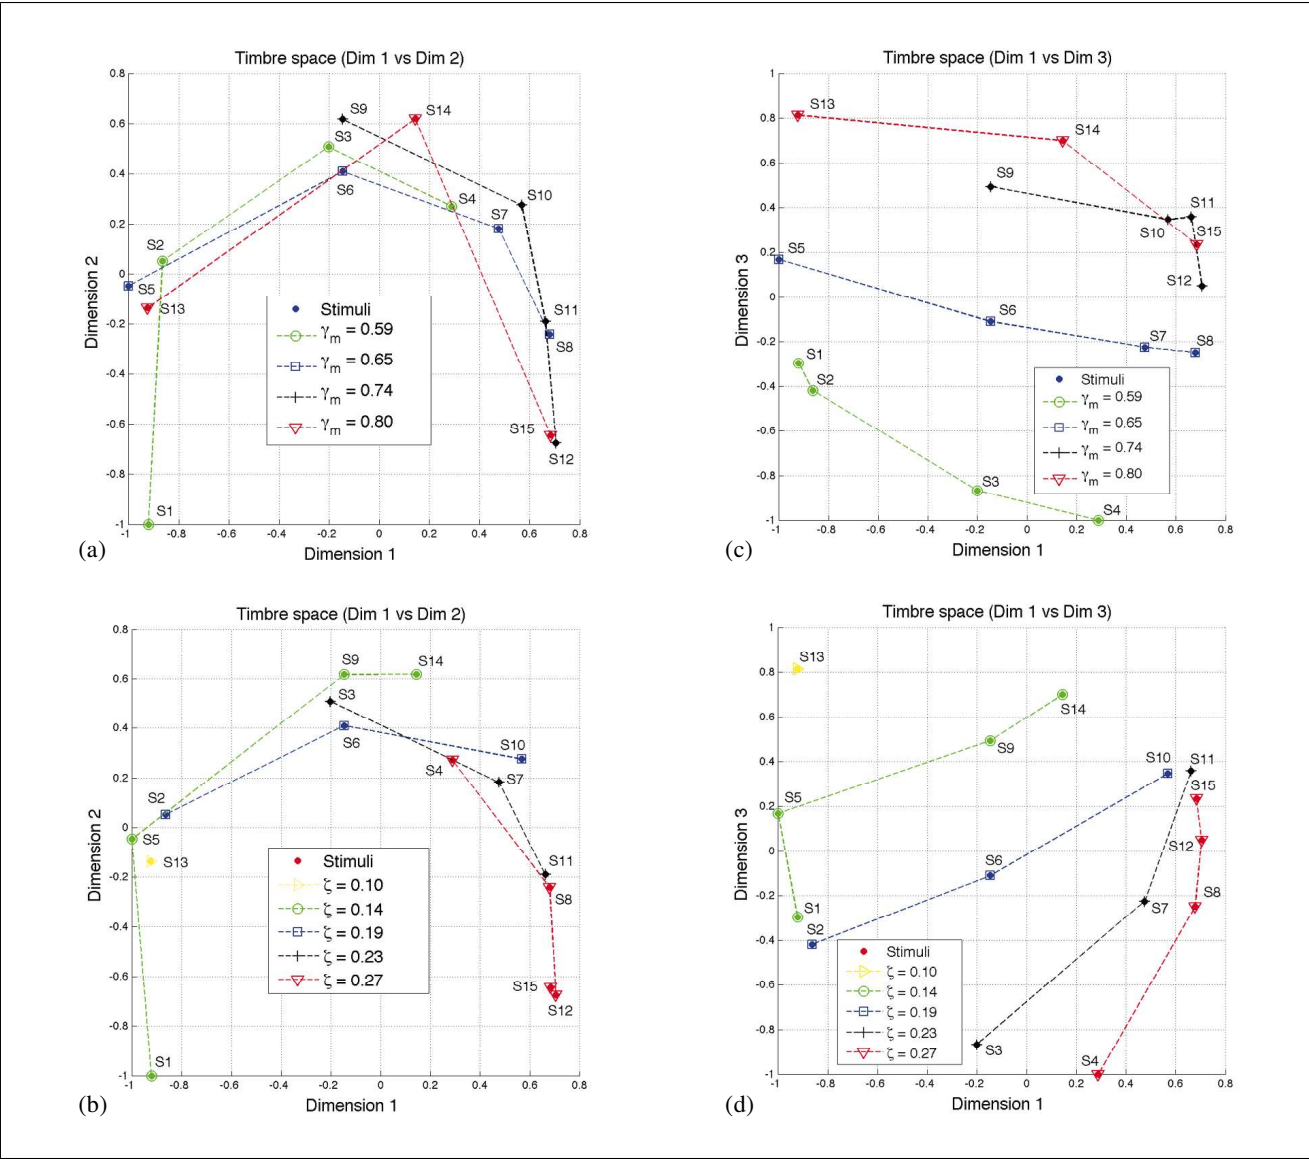 Timbre space (Dim 1 vs Dim 2)
0.8
0.6
0.4
0.2
0
-0.2
-0.4
-0.6
-0.8
-1
-1
-0.8
-0.6
-0.4
-0.2
0
0.2
0.4
0.6
0.8
Dimension 2
Dimension 1
S9
S14
S3
S6
S4
S10
S7
S2
S5
S13
S11
S8
S15
S12
S1
Stimuli
γm = 0.59
γm = 0.65
γm = 0.74
γm = 0.80
(a)
Timbre space (Dim 1 vs Dim 3)
1
0.8
0.6
0.4
0.2
0
-0.2
-0.4
-0.6
-0.8
-1
-1
-0.8
-0.6
-0.4
-0.2
0
0.2
0.4
0.6
0.8
Dimension 3
Dimension 1
S13
S14
S9
S11
S10
S15
S5
S12
S6
S7
S8
S1
S2
S3
S4
Stimuli
γm = 0.59
γm = 0.65
γm = 0.74
γm = 0.80
(c)
Timbre space (Dim 1 vs Dim 2)
0.8
0.6
0.4
0.2
0
-0.2
-0.4
-0.6
-0.8
-1
-1
-0.8
-0.6
-0.4
-0.2
0
0.2
0.4
0.6
0.8
Dimension 2
Dimension 1
S9
S14
S3
S6
S10
S4
S7
S2
S5
S13
S11
S8
S15
S12
S1
Stimuli
ζ = 0.10
ζ = 0.14
ζ = 0.19
ζ = 0.23
ζ = 0.27
(b)
Timbre space (Dim 1 vs Dim 3)
1
0.8
0.6
0.4
0.2
0
-0.2
-0.4
-0.6
-0.8
-1
-1
-0.8
-0.6
-0.4
-0.2
0
0.2
0.4
0.6
0.8
Dimension 3
Dimension 1
S13
S14
S9
S10
S11
S5
S15
S12
S6
S8
S1
S7
S2
S3
S4
Stimuli
ζ = 0.10
ζ = 0.14
ζ = 0.19
ζ = 0.23
ζ = 0.27
(d)